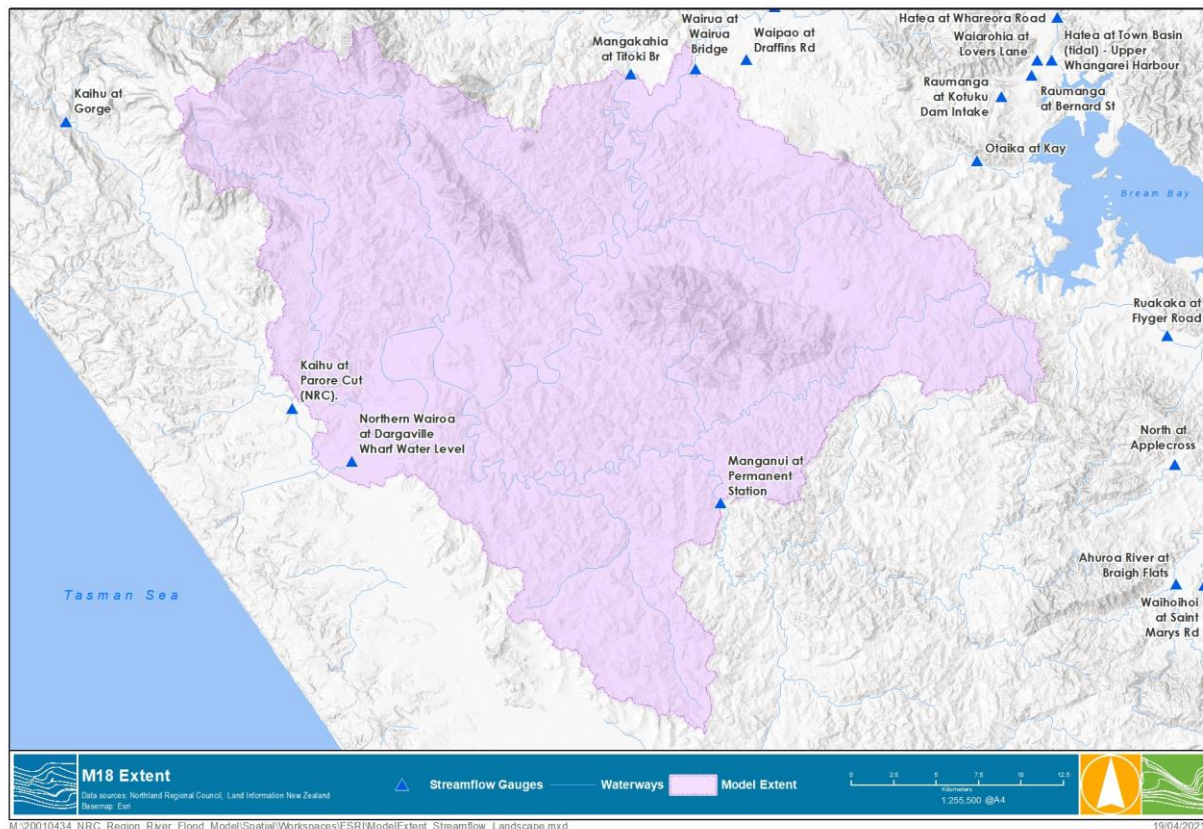 Wairua at
Wairua
Bridge
Waipao at
Draffins Rd
Mangakahia
at Titoki Br
Hatea at Whareora Road
Waiarohia at
Lovers Lane
Hatea at Town Basin
(tidal) - Upper
Whangarei Harbour
Raumanga
at Kotuku
Dam Intake
Raumanga
at Bernard St
Kaihu at
Gorge
Otaika at Kay
Bream Bay
Ruakaka at
Flyger Road
Kaihu at
Parore Cut
(NRC).
Northern Wairoa
at Dargaville
Wharf Water Level
North at
Applecross
Manganui at
Permanent
Station
Ahuroa River at
Braigh Flats
Tasman Sea
Waihoihoi
at Saint
Marys Rd
M18 Extent
Data sources: Northland Regional Council, Land Information New Zealand
Basemap: Esri
Streamflow Gauges
Waterways
Model Extent
0 2.5 5 7.5 10 12.5
Kilometers
1:255,500 @A4
M:\20010434_NRC_Region_River_Flood_Model\Spatial\Workspaces\ESRI\ModelExtent_Streamflow_Landscape.mxd
19/04/2021